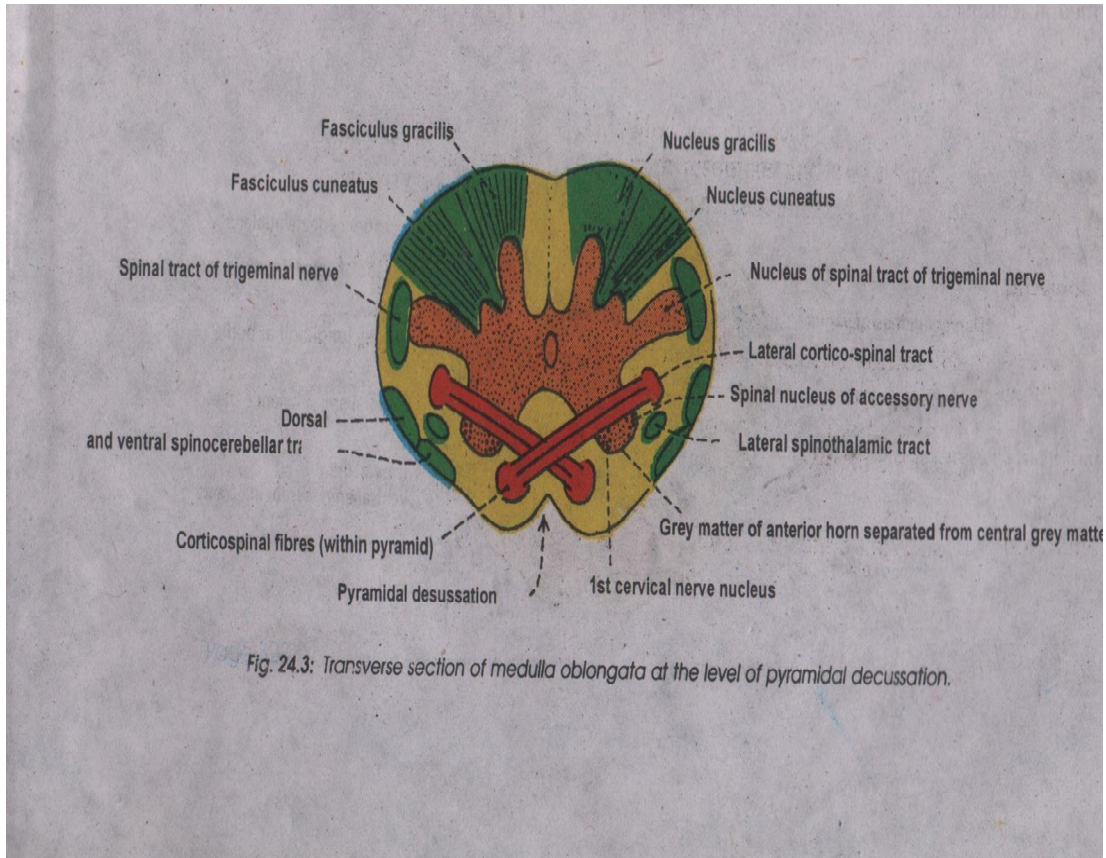 Fasciculus gracilis
Nucleus gracilis
Fasciculus cuneatus
Nucleus cuneatus
Spinal tract of trigeminal nerve
Nucleus of spinal tract of trigeminal nerve
Lateral cortico-spinal tract
Spinal nucleus of accessory nerve
Dorsal
and ventral spinocerebellar tra
Lateral spinothalamic tract
Corticospinal fibres (within pyramid)
Grey matter of anterior horn separated from central grey matte
Pyramidal desussation
1st cervical nerve nucleus
Fig. 24.3: Transverse section of medulla oblongata at the level of pyramidal decussation.